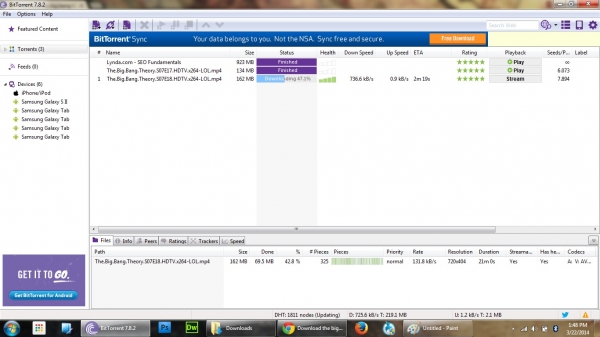 BitTorrent 7.8.2
File Options Help
Search Files
Featured Content
Torrents (3)
Feeds (0)
Devices (6)
iPhone/iPod
Samsung Galaxy S II
Samsung Galaxy Tab
Samsung Galaxy Tab
Samsung Galaxy Tab
Samsung Galaxy Tab
GET IT TO GO.
Get BitTorrent for Android
BitTorrent Sync Your data belongs to you. Not the NSA. Sync free and secure. Free Download
# Name Size Status Health Down Speed Up Speed ETA Rating Playback Seeds/P... Label
Lynda.com - SEO Fundamentals 923 MB Finished Play ∞
The.Big.Bang.Theory.S07E17.HDTV.x264-LOL.mp4 134 MB Finished Play 6.073
1 The.Big.Bang.Theory.S07E18.HDTV.x264-LOL.mp4 162 MB Downloading 47.2% 736.6 kB/s 0.9 kB/s 2m 19s Stream 7.894
Files Info Peers Ratings Trackers Speed
Path Size Done % # Pieces Pieces Priority Rate Resolution Duration Streama... Has he... Codecs
The.Big.Bang.Theory.S07E18.HDTV.x264-LOL.mp4 162 MB 69.5 MB 42.8 % 325 normal 131.8 kB/s 720x404 21m 0s Yes Yes
DHT: 1811 nodes (Updating) D: 725.6 kB/s T: 219.1 MB U: 1.2 kB/s T: 2.1 MB
BitTorrent 7.8.2 Ps Dw Downloads Download the big... Untitled - Paint
1:48 PM
3/22/2014